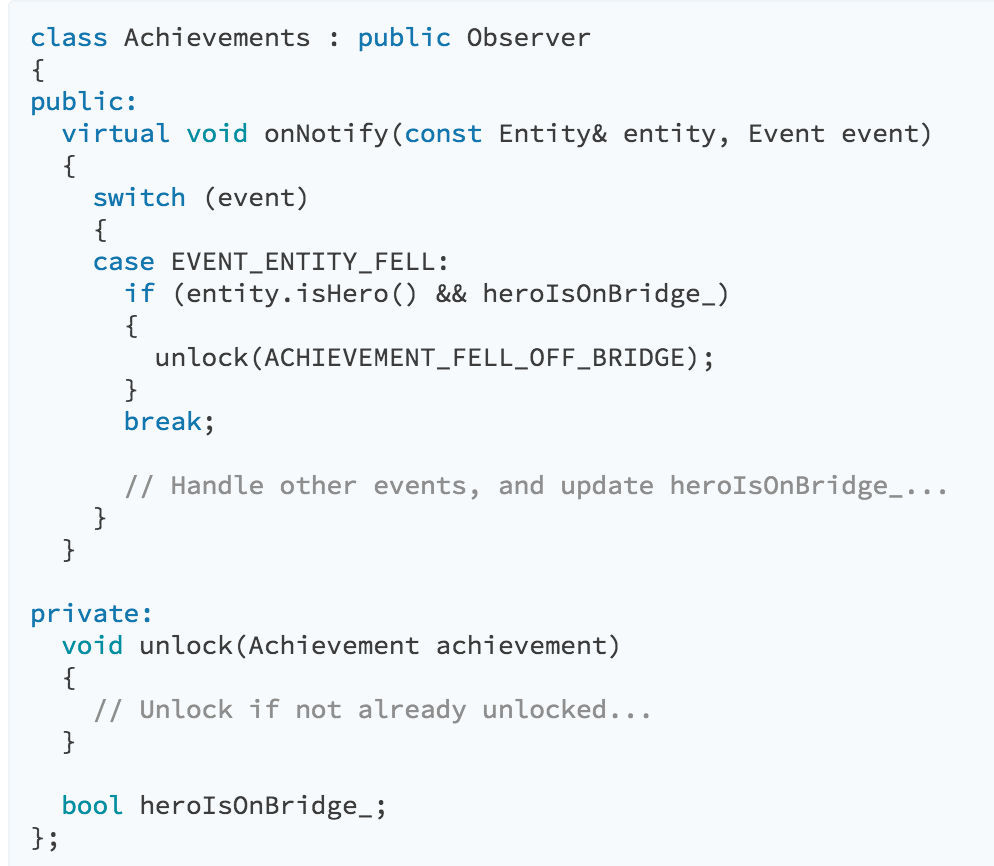 class Achievements : public Observer
{
public:
  virtual void onNotify(const Entity& entity, Event event)
  {
    switch (event)
    {
    case EVENT_ENTITY_FELL:
      if (entity.isHero() && heroIsOnBridge_)
      {
        unlock(ACHIEVEMENT_FELL_OFF_BRIDGE);
      }
      break;

      // Handle other events, and update heroIsOnBridge_...
    }
  }

private:
  void unlock(Achievement achievement)
  {
    // Unlock if not already unlocked...
  }

  bool heroIsOnBridge_;
};